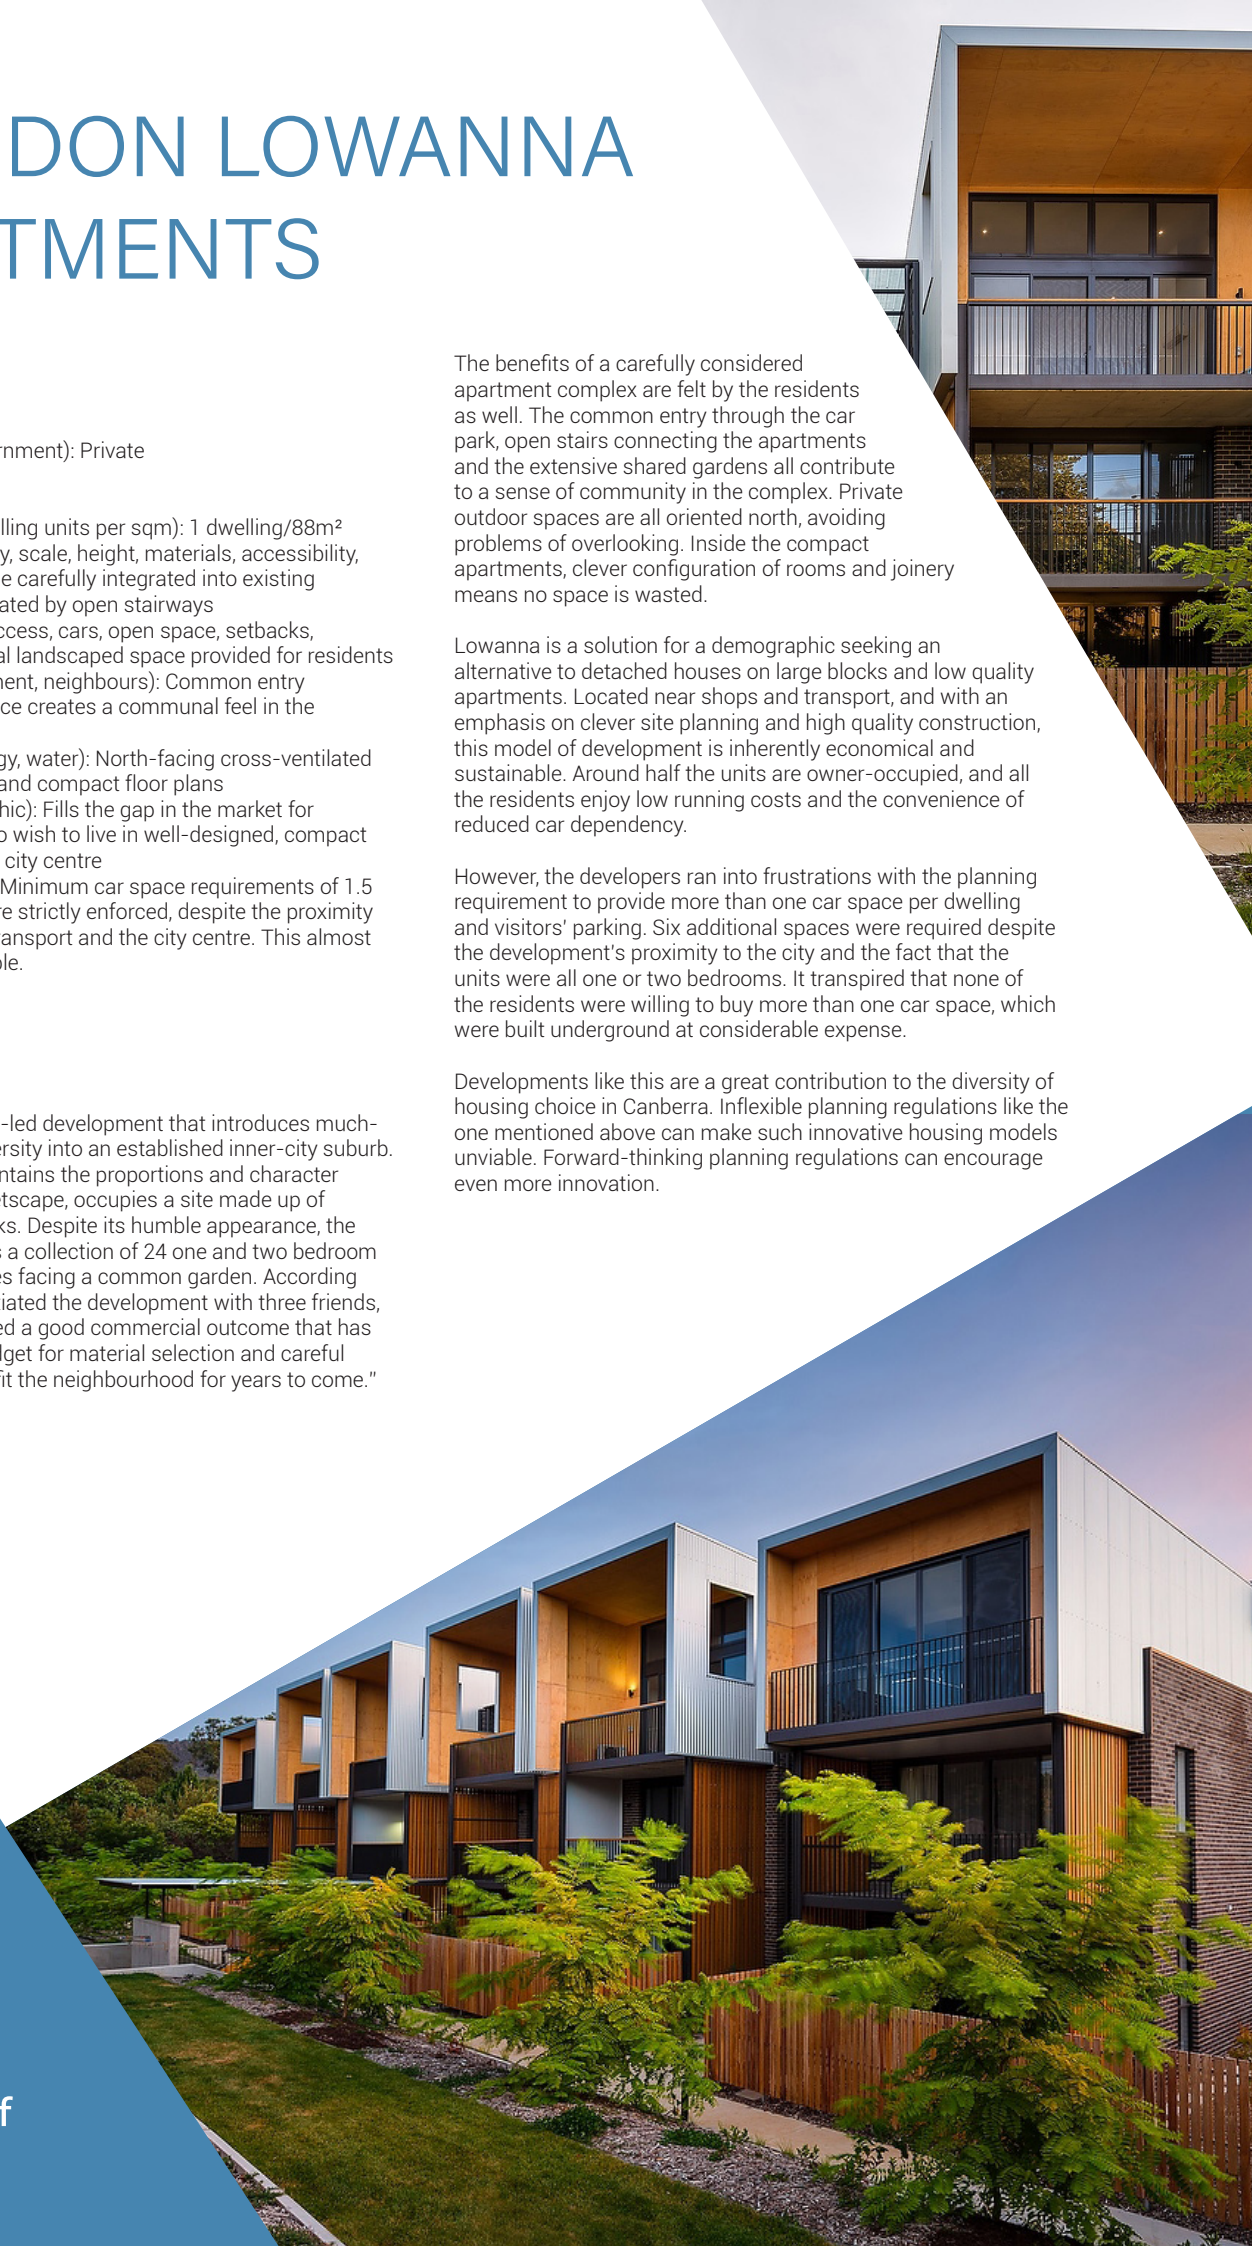 DON LOWANNA
TMENTS
rnment): Private
lling units per sqm): 1 dwelling/88m²
y, scale, height, materials, accessibility,
e carefully integrated into existing
ated by open stairways
ccess, cars, open space, setbacks,
al landscaped space provided for residents
nent, neighbours): Common entry
ce creates a communal feel in the
gy, water): North-facing cross-ventilated
and compact floor plans
hic): Fills the gap in the market for
o wish to live in well-designed, compact
city centre
Minimum car space requirements of 1.5
re strictly enforced, despite the proximity
ransport and the city centre. This almost
ble.
-led development that introduces much-
ersity into an established inner-city suburb.
ntains the proportions and character
etscape, occupies a site made up of
ks. Despite its humble appearance, the
s a collection of 24 one and two bedroom
es facing a common garden. According
tiated the development with three friends,
ed a good commercial outcome that has
dget for material selection and careful
fit the neighbourhood for years to come."
The benefits of a carefully considered
apartment complex are felt by the residents
as well. The common entry through the car
park, open stairs connecting the apartments
and the extensive shared gardens all contribute
to a sense of community in the complex. Private
outdoor spaces are all oriented north, avoiding
problems of overlooking. Inside the compact
apartments, clever configuration of rooms and joinery
means no space is wasted.
Lowanna is a solution for a demographic seeking an
alternative to detached houses on large blocks and low quality
apartments. Located near shops and transport, and with an
emphasis on clever site planning and high quality construction,
this model of development is inherently economical and
sustainable. Around half the units are owner-occupied, and all
the residents enjoy low running costs and the convenience of
reduced car dependency.
However, the developers ran into frustrations with the planning
requirement to provide more than one car space per dwelling
and visitors' parking. Six additional spaces were required despite
the development's proximity to the city and the fact that the
units were all one or two bedrooms. It transpired that none of
the residents were willing to buy more than one car space, which
were built underground at considerable expense.
Developments like this are a great contribution to the diversity of
housing choice in Canberra. Inflexible planning regulations like the
one mentioned above can make such innovative housing models
unviable. Forward-thinking planning regulations can encourage
even more innovation.
f